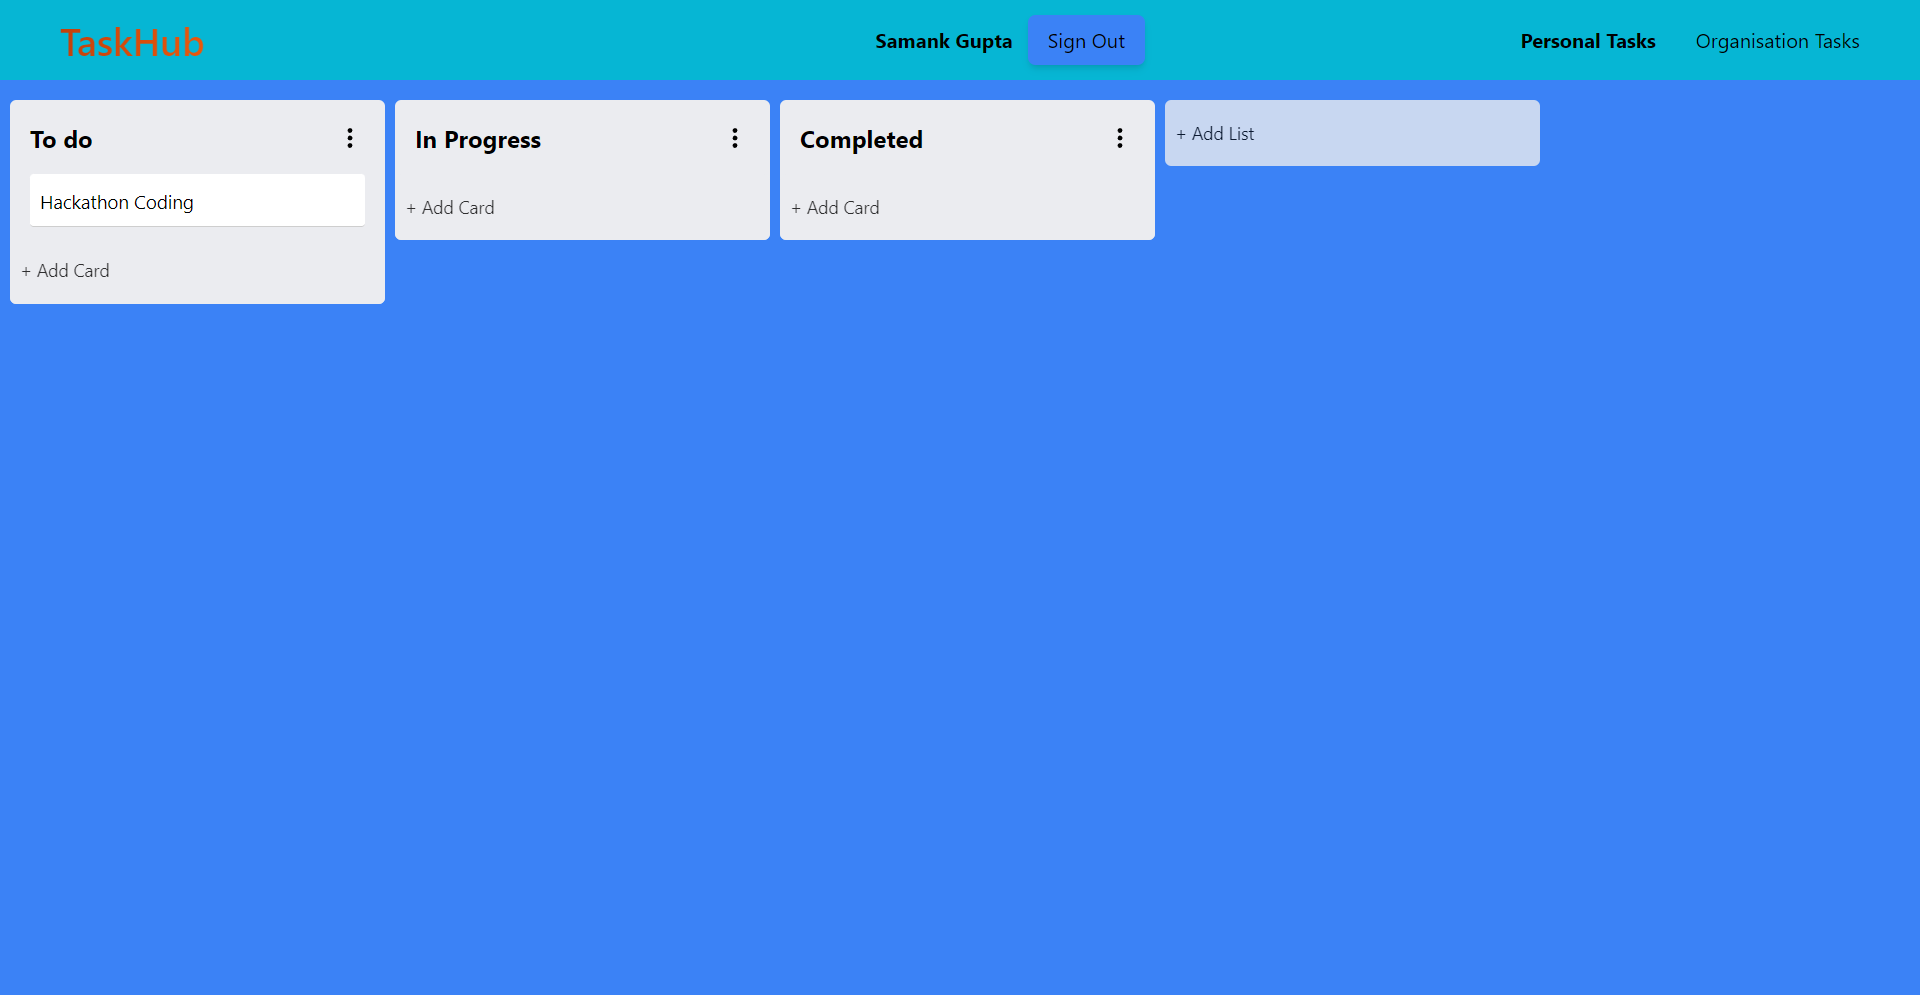 TaskHub
Samank Gupta
Sign Out
Personal Tasks
Organisation Tasks
To do
Hackathon Coding
+ Add Card
In Progress
+ Add Card
Completed
+ Add Card
+ Add List